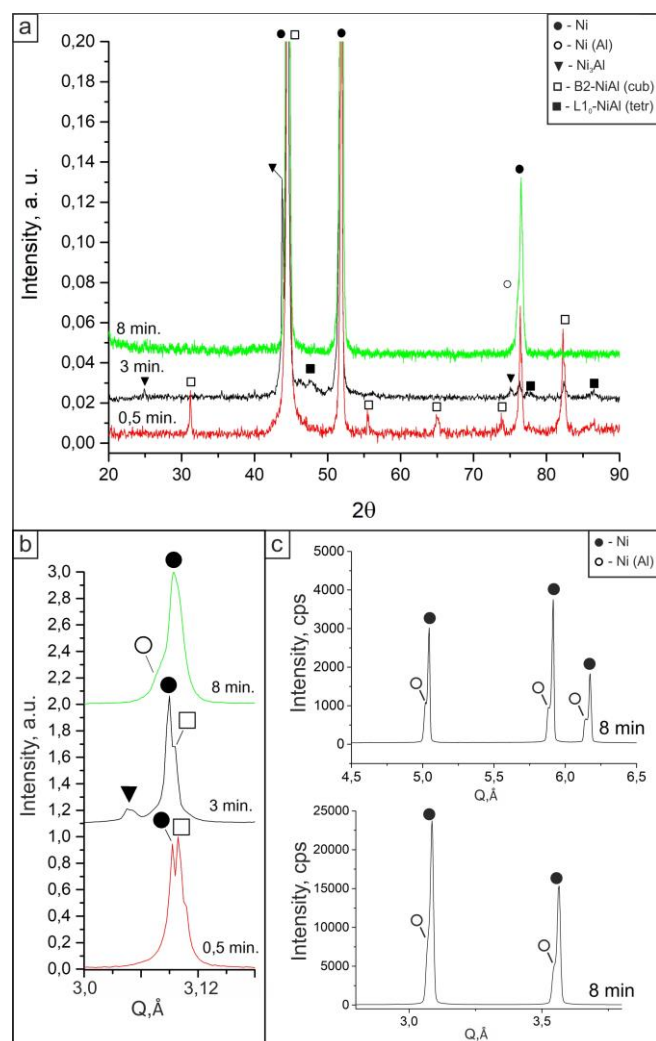 a
0,20
0,18
0,16
0,14
0,12
0,10
0,08
0,06
0,04
0,02
0,00
Intensity, a. u.
- Ni
- Ni (Al)
- Ni₃Al
- B2-NiAl (cub)
- L1₀-NiAl (tetr)
8 min.
3 min.
0,5 min.
20 30 40 50 60 70 80 90
2θ
b
3,0
2,8
2,6
2,4
2,2
2,0
1,8
1,6
1,4
1,2
1,0
0,8
0,6
0,4
0,2
0,0
Intensity, a.u.
8 min.
3 min.
0,5 min.
3,0 3,12
Q,Å
c
- Ni
- Ni (Al)
5000
4000
3000
2000
1000
0
Intensity, cps
8 min
4,5 5,0 5,5 6,0 6,5
Q,Å
25000
20000
15000
10000
5000
0
Intensity, cps
8 min
3,0 3,5
Q,Å